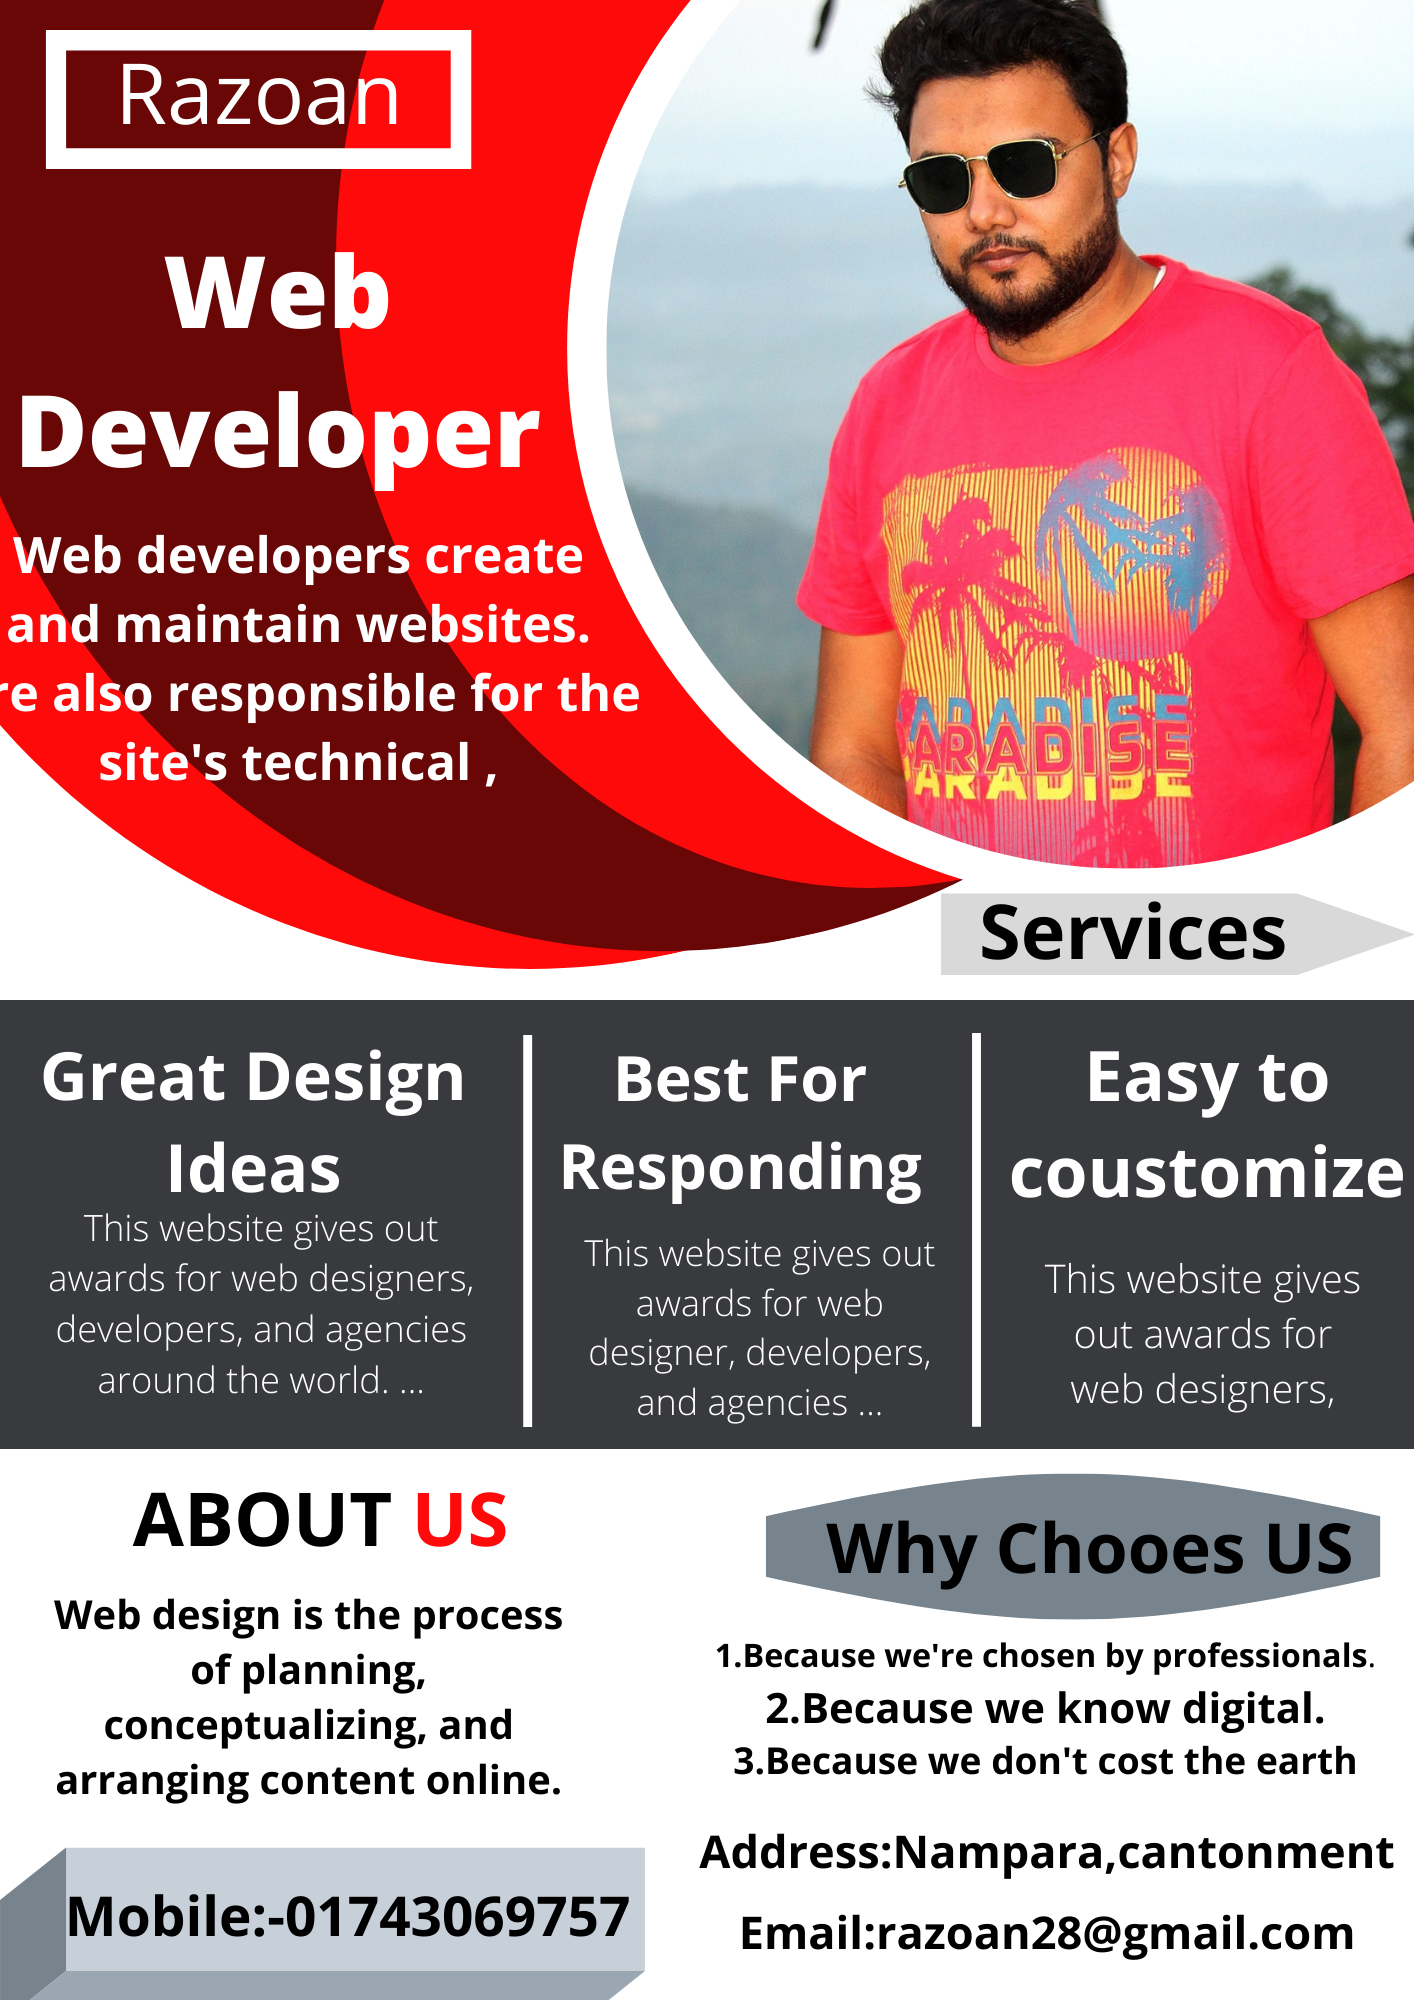 Razoan
Web
Developer
Web developers create
and maintain websites.
re also responsible for the
site's technical ,
PARADISE
PARADISE
PARADISE
Services
Great Design
Ideas
This website gives out
awards for web designers,
developers, and agencies
around the world. ...
Best For
Responding
This website gives out
awards for web
designer, developers,
and agencies ...
Easy to
coustomize
This website gives
out awards for
web designers,
ABOUT US
Web design is the process
of planning,
conceptualizing, and
arranging content online.
Mobile:-01743069757
Why Chooes US
1.Because we're chosen by professionals.
2.Because we know digital.
3.Because we don't cost the earth
Address:Nampara,cantonment
Email:razoan28@gmail.com